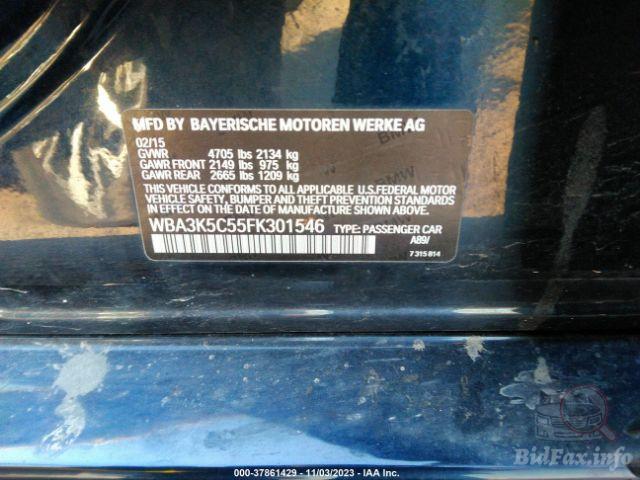 MFD BY BAYERISCHE MOTOREN WERKE AG
02/15
GVWR 4705 lbs 2134 kg
GAWR FRONT 2149 lbs 975 kg
GAWR REAR 2665 lbs 1209 kg
THIS VEHICLE CONFORMS TO ALL APPLICABLE U.S.FEDERAL MOTOR
VEHICLE SAFETY, BUMPER AND THEFT PREVENTION STANDARDS
IN EFFECT ON THE DATE OF MANUFACTURE SHOWN ABOVE.
WBA3K5C55FK301546 TYPE: PASSENGER CAR
A89/
7 315 814
BMW
BMW
000-37861429 - 11/03/2023 - IAA Inc.
BidFax.info